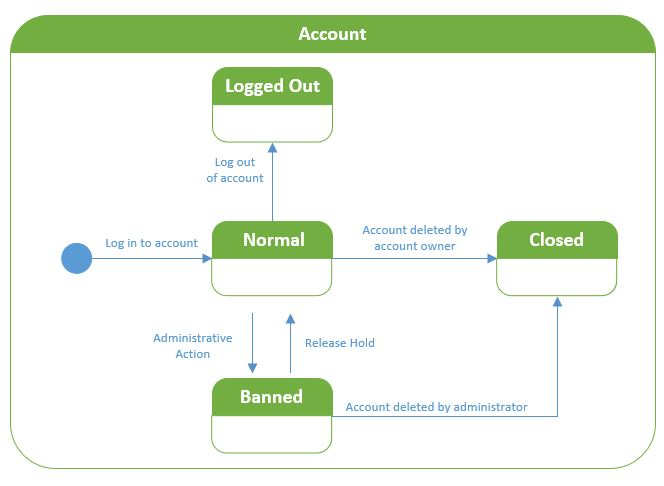 Account
Logged Out
Log out
of account
Log in to account
Normal
Account deleted by
account owner
Closed
Administrative
Action
Release Hold
Banned
Account deleted by administrator